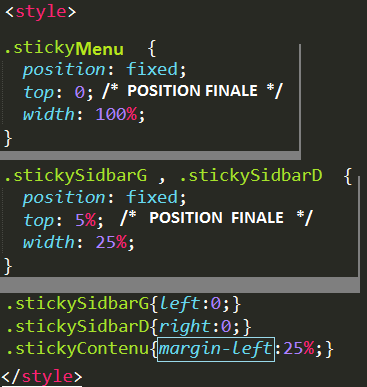 <style>
.stickyMenu {
position: fixed;
top: 0; /* POSITION FINALE */
width: 100%;
}
.stickySidbarG , .stickySidbarD {
position: fixed;
top: 5%; /* POSITION FINALE */
width: 25%;
}
.stickySidbarG{left:0;}
.stickySidbarD{right:0;}
.stickyContenu{margin-left:25%;}
</style>